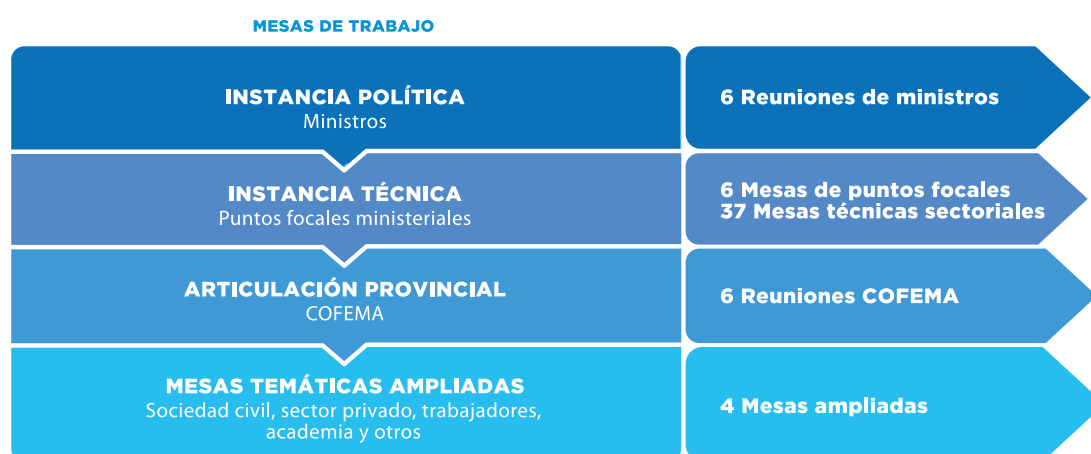 MESAS DE TRABAJO
INSTANCIA POLÍTICA
Ministros
6 Reuniones de ministros
INSTANCIA TÉCNICA
Puntos focales ministeriales
6 Mesas de puntos focales
37 Mesas técnicas sectoriales
ARTICULACIÓN PROVINCIAL
COFEMA
6 Reuniones COFEMA
MESAS TEMÁTICAS AMPLIADAS
Sociedad civil, sector privado, trabajadores,
academia y otros
4 Mesas ampliadas